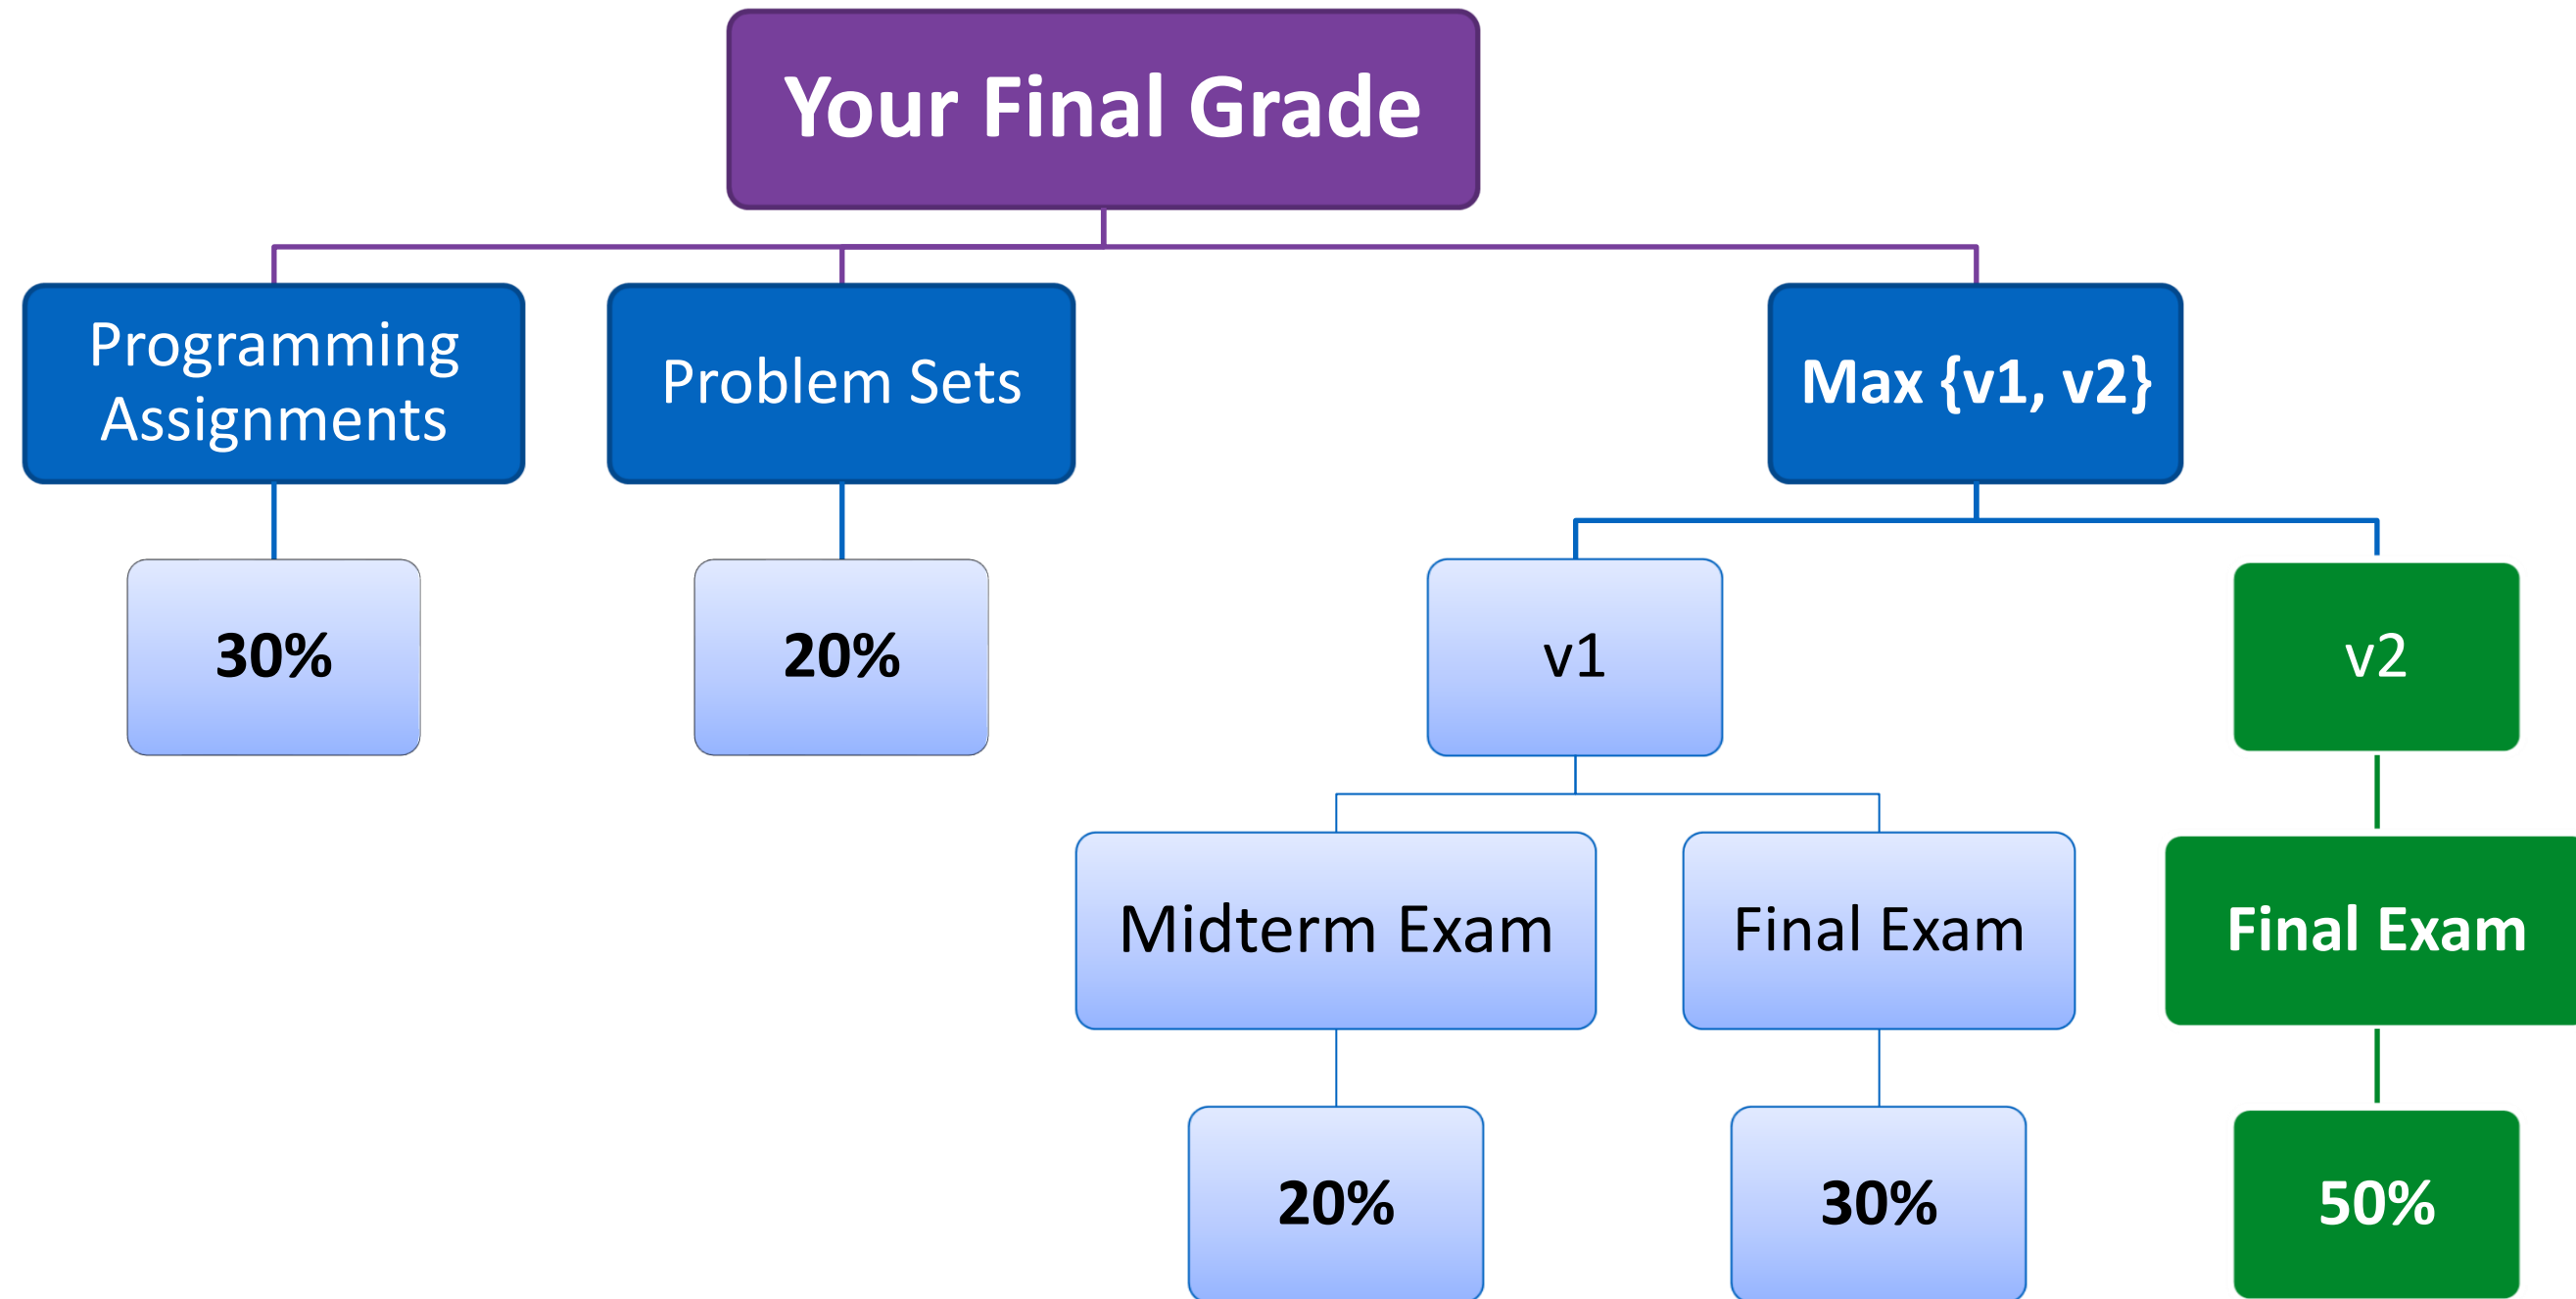 Your Final Grade
Programming
Assignments
Problem Sets
Max {v1, v2}
30%
20%
v1
v2
Midterm Exam
Final Exam
Final Exam
20%
30%
50%